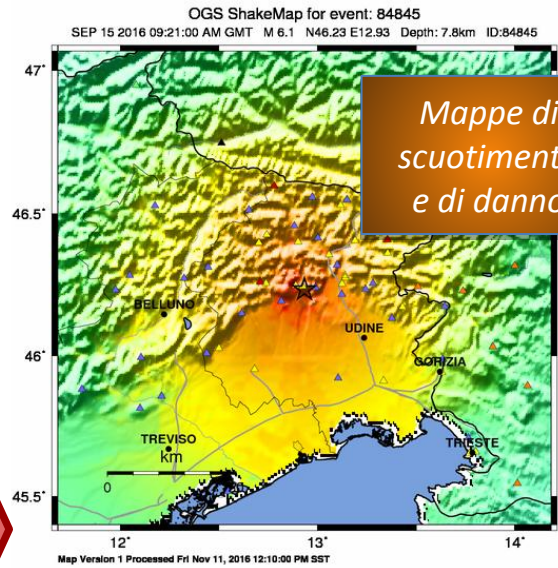 OGS ShakeMap for event: 84845
SEP 15 2016 09:21:00 AM GMT M 6.1 N46.23 E12.93 Depth: 7.8km ID:84845
47°
Mappe di
scuotiment
e di danno
46.5°
BELLUNO
UDINE
46°
GORIZIA
TREVISO
TRIESTE
km
0
45.5°
12°
13°
14°
Map Version 1 Processed Fri Nov 11, 2016 12:10:00 PM SST